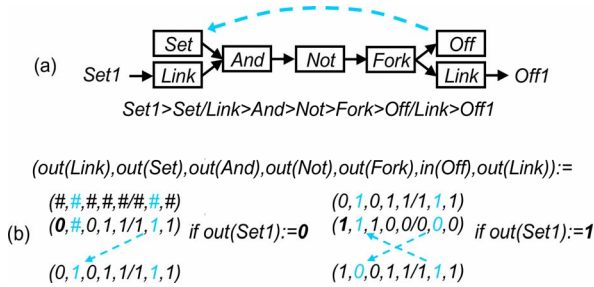 Set Off
And Not Fork
(a) Set1 Link Link Off1
Set1>Set/Link>And>Not>Fork>Off/Link>Off1
(out(Link),out(Set),out(And),out(Not),out(Fork),in(Off),out(Link)):=
(#,#,#,#,#/#,#,#) (0,1,0,1,1/1,1,1)
(b) (0,#,0,1,1/1,1,1) if out(Set1):=0 (1,1,1,0,0/0,0,0) if out(Set1):=1
(0,1,0,1,1/1,1,1) (1,0,0,1,1/1,1,1)